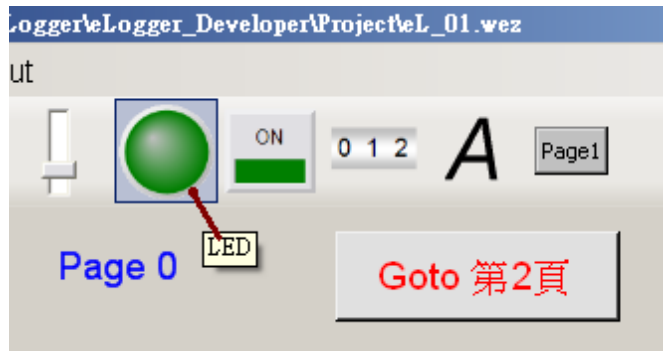 Logger\eLogger_Developer\Project\eL_01.wez
ut
ON
0 1 2
A
Page1
LED
Page 0
Goto 第2頁